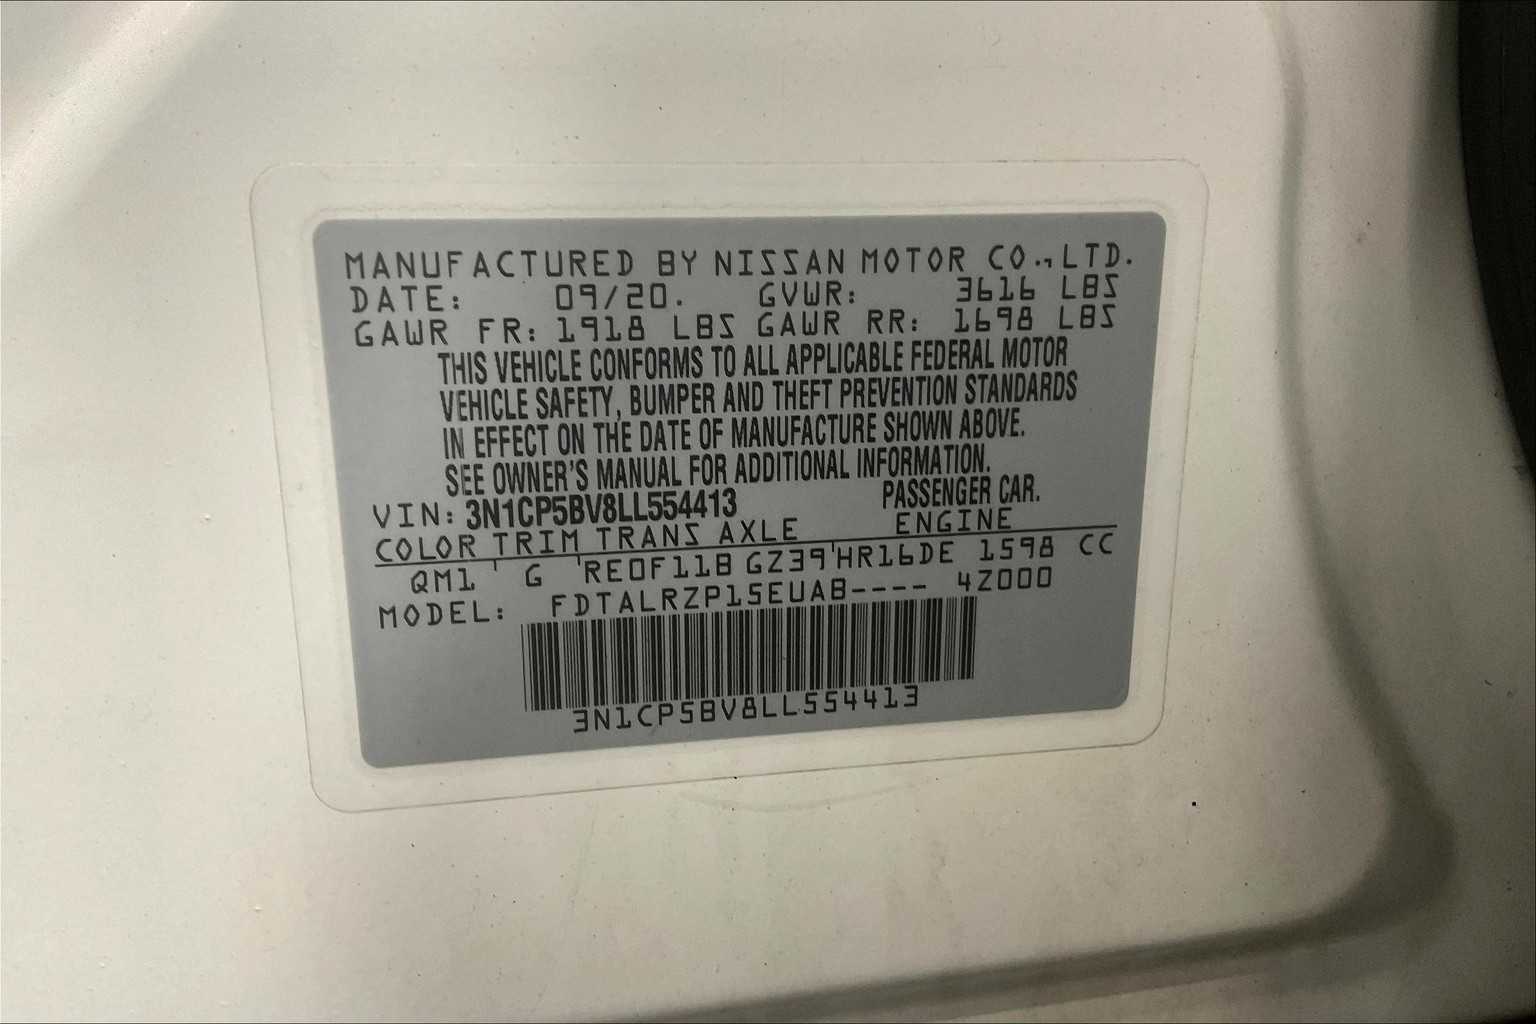 MANUFACTURED BY NISSAN MOTOR CO., LTD.
DATE: 09/20. GVWR: 3616 LBS
GAWR FR: 1918 LBS GAWR RR: 1698 LBS
THIS VEHICLE CONFORMS TO ALL APPLICABLE FEDERAL MOTOR
VEHICLE SAFETY, BUMPER AND THEFT PREVENTION STANDARDS
IN EFFECT ON THE DATE OF MANUFACTURE SHOWN ABOVE.
SEE OWNER'S MANUAL FOR ADDITIONAL INFORMATION.
VIN: 3N1CP5BV8LL554413 PASSENGER CAR.
COLOR TRIM TRANS AXLE ENGINE
QM1 G RE0F11B GZ39 HR16DE 1598 CC
MODEL: FDTALRZP15EUAB---- 4Z000
3N1CP5BV8LL554413